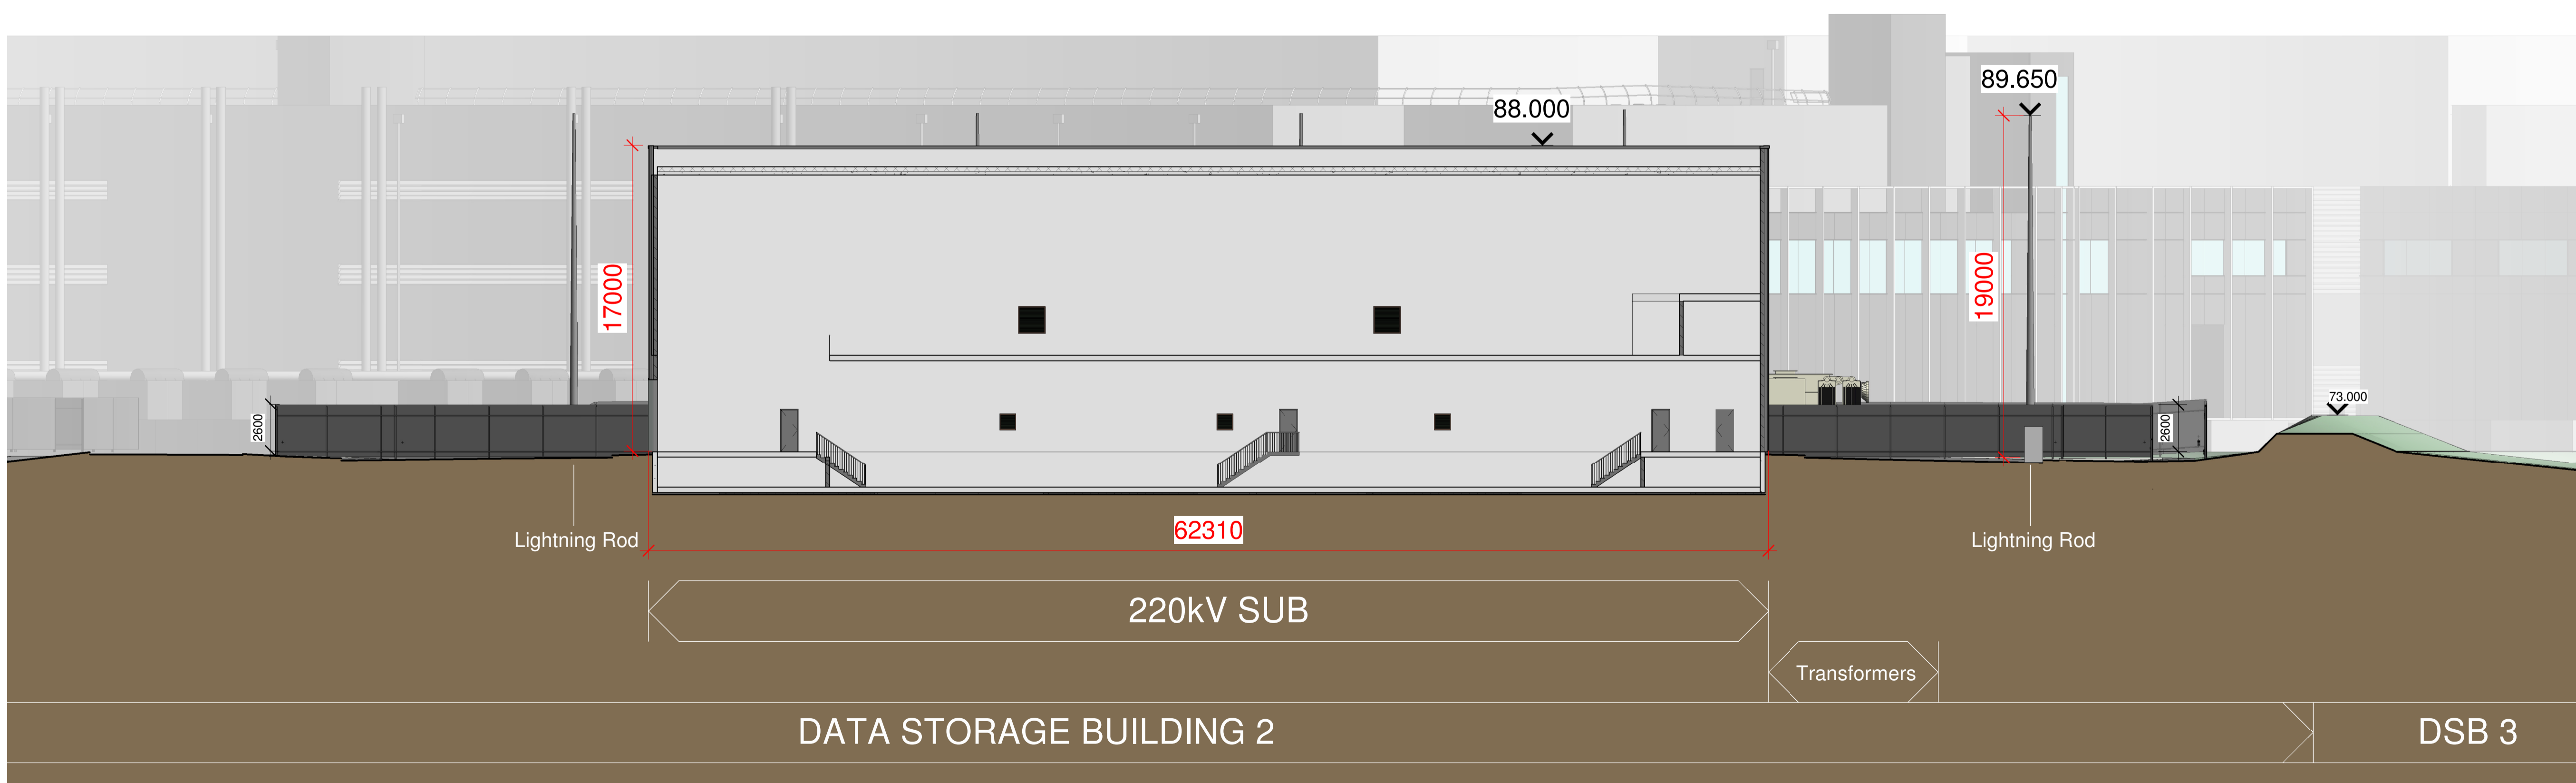 89.650
88.000
17000
19000
73.000
2600
2600
62310
Lightning Rod
Lightning Rod
220kV SUB
Transformers
DATA STORAGE BUILDING 2
DSB 3